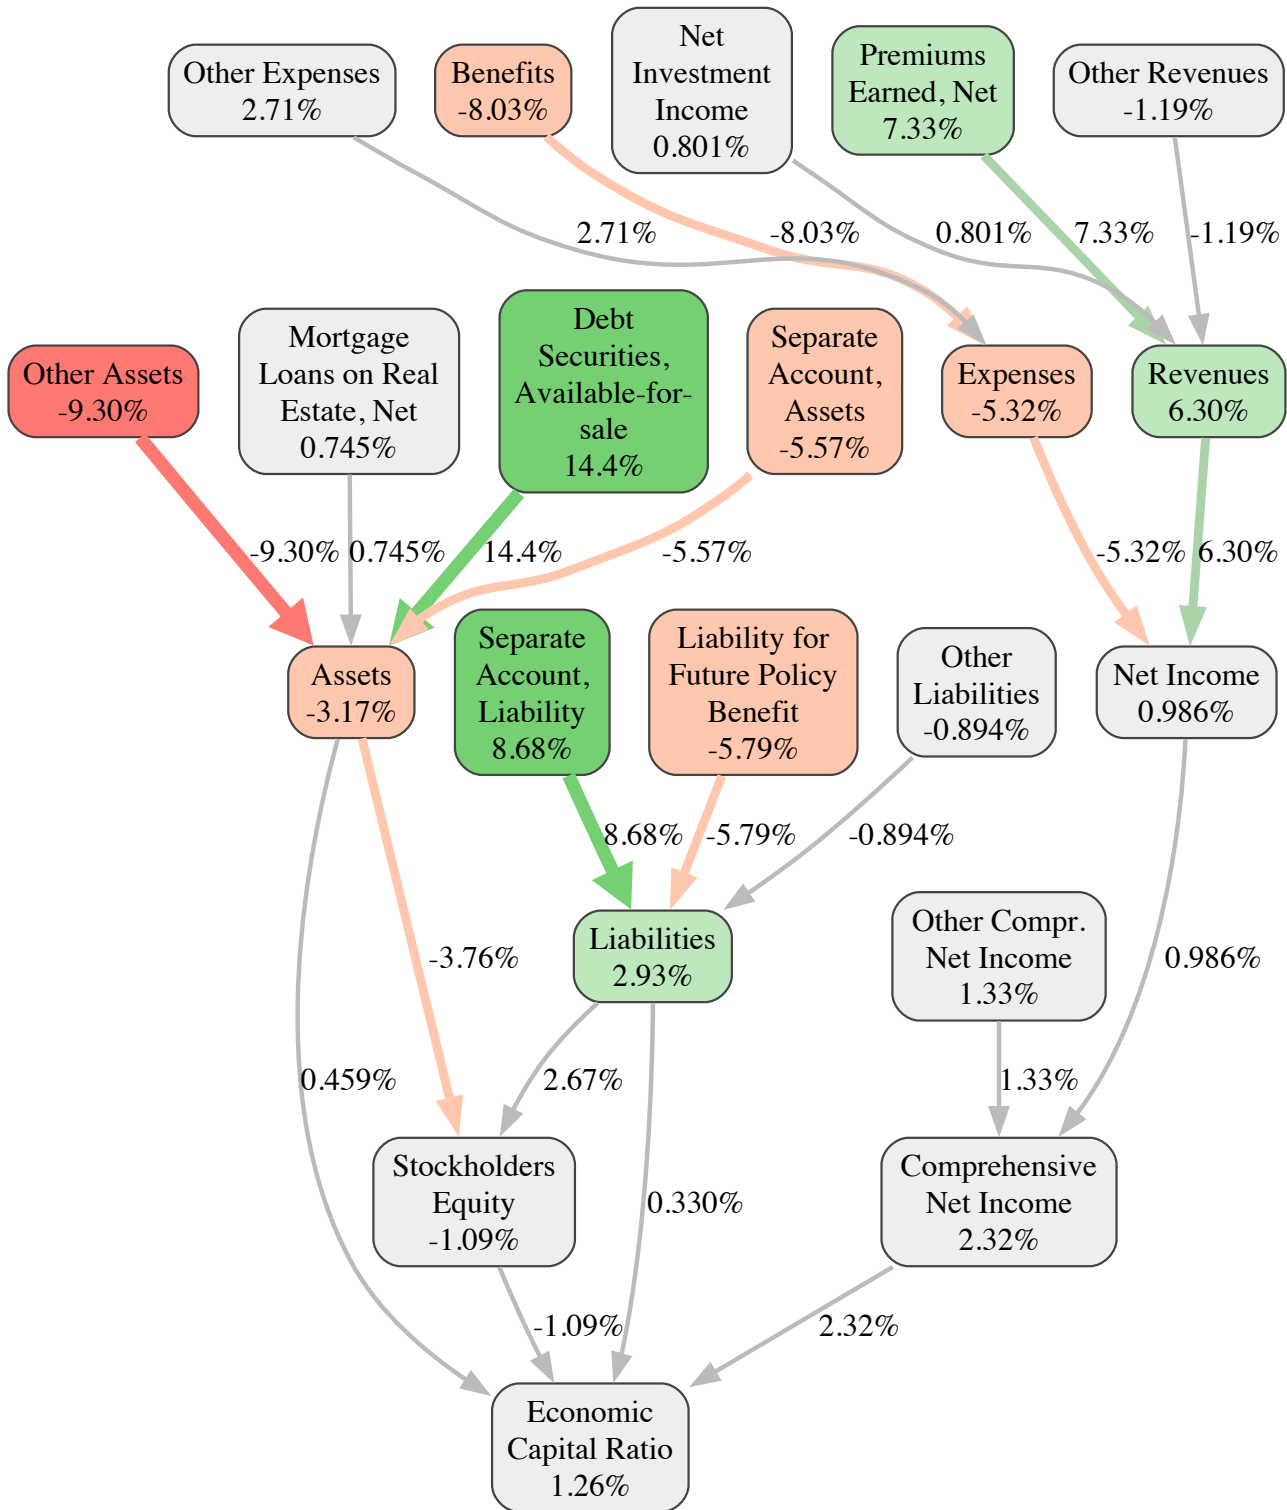 Other Expenses
2.71%
Benefits
-8.03%
Net
Investment
Income
0.801%
Premiums
Earned, Net
7.33%
Other Revenues
-1.19%
2.71%
-8.03%
0.801%
7.33%
-1.19%
Other Assets
-9.30%
Mortgage
Loans on Real
Estate, Net
0.745%
Debt
Securities,
Available-for-
sale
14.4%
Separate
Account,
Assets
-5.57%
Expenses
-5.32%
Revenues
6.30%
-9.30%
0.745%
14.4%
-5.57%
-5.32%
6.30%
Assets
-3.17%
Separate
Account,
Liability
8.68%
Liability for
Future Policy
Benefit
-5.79%
Other
Liabilities
-0.894%
Net Income
0.986%
8.68%
-5.79%
-0.894%
Liabilities
2.93%
Other Compr.
Net Income
1.33%
-3.76%
0.986%
0.459%
2.67%
1.33%
Stockholders
Equity
-1.09%
0.330%
Comprehensive
Net Income
2.32%
-1.09%
2.32%
Economic
Capital Ratio
1.26%